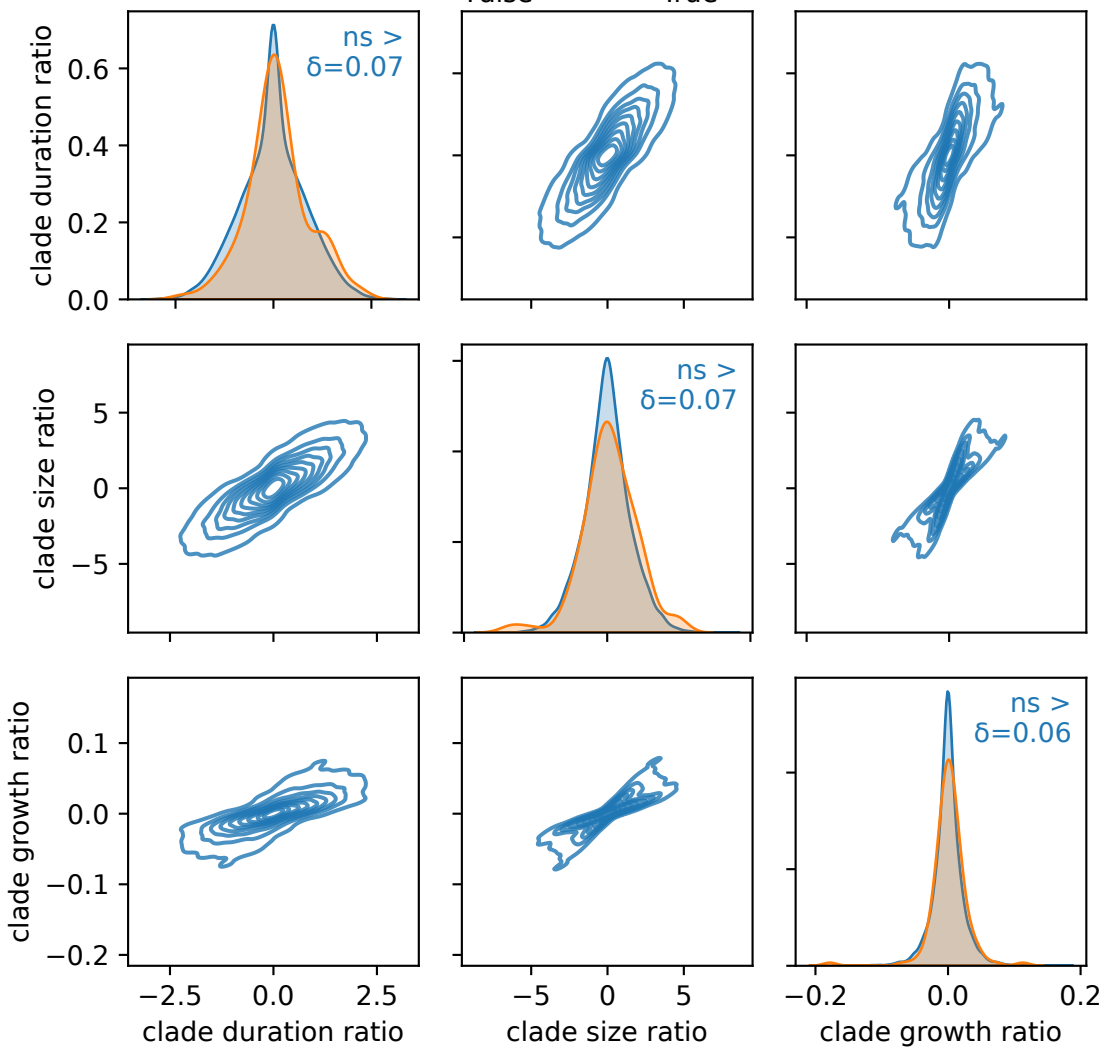 clade duration ratio
0.6
0.4
0.2
0.0
ns >
δ=0.07
clade size ratio
5
0
−5
ns >
δ=0.07
clade growth ratio
0.1
0.0
−0.1
−0.2
ns >
δ=0.06
−2.5 0.0 2.5
−5 0 5
−0.2 0.0 0.2
clade duration ratio
clade size ratio
clade growth ratio